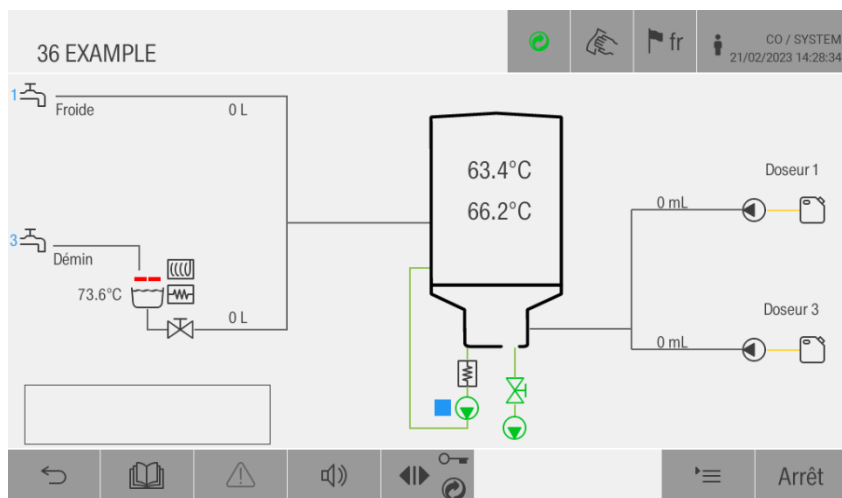 36 EXAMPLE
fr
CO / SYSTEM
21/02/2023 14:28:34
1
Froide
0 L
63.4°C
66.2°C
Doseur 1
0 mL
3
Démin
73.6°C
0 L
Doseur 3
0 mL
Arrêt